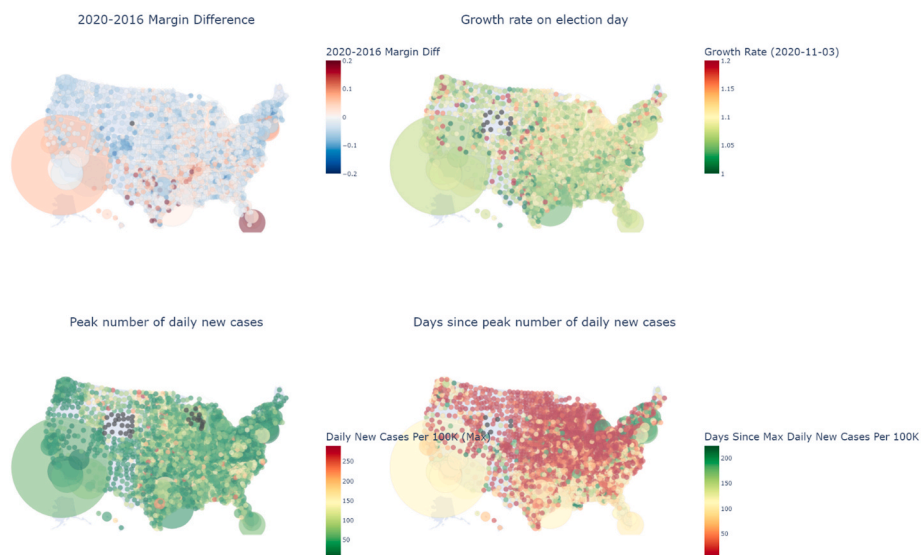 2020-2016 Margin Difference
Growth rate on election day
2020-2016 Margin Diff
0.2
0.1
0
−0.1
−0.2
Growth Rate (2020-11-03)
1.2
1.15
1.1
1.05
1
Peak number of daily new cases
Days since peak number of daily new cases
Daily New Cases Per 100K (Max)
250
200
150
100
50
Days Since Max Daily New Cases Per 100K
200
150
100
50